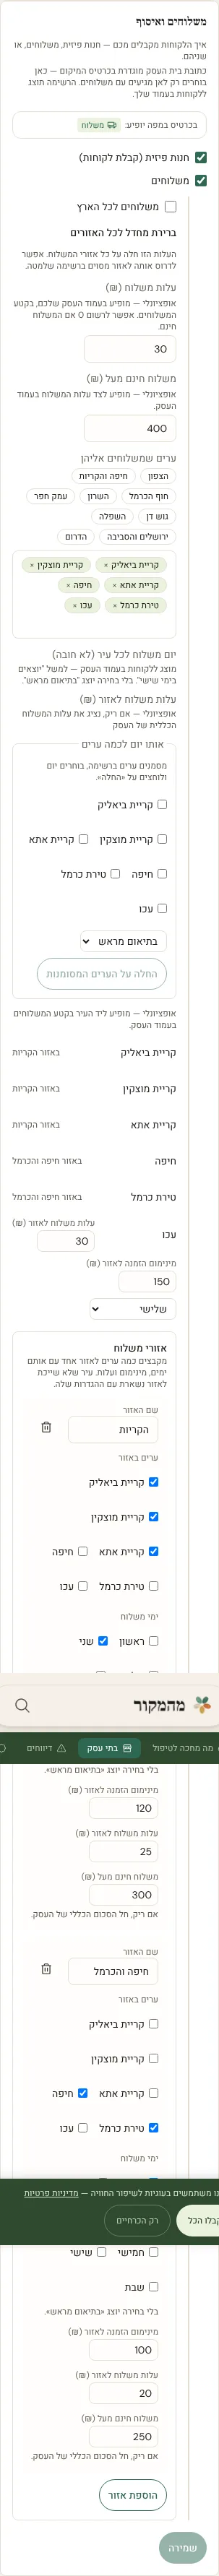 משלוחים ואיסוף
איך הלקוחות מקבלים מכם — חנות פיזית, משלוחים, או שניהם.
כתובת בית העסק מוגדרת בכרטיס המיקום — כאן בוחרים רק לאן מגיעים עם משלוחים. הרשימה תוצג ללקוחות בעמוד שלך.
בכרטיס במפה יופיע:
משלוח
חנות פיזית (קבלת לקוחות)
משלוחים
משלוחים לכל הארץ
ברירת מחדל לכל האזורים
העלות הזו חלה על כל אזורי המשלוח. אפשר לדרוס אותה לאזור מסוים ברשימה שלמטה.
עלות משלוח (₪)
אופציונלי — מופיע בעמוד העסק שלכם, בקטע המשלוחים. אפשר לרשום 0 אם המשלוח חינם.
30
משלוח חינם מעל (₪)
אופציונלי — מופיע לצד עלות המשלוח בעמוד העסק.
400
ערים שמשלוחים אליהן
הצפון
חיפה והקריות
חוף הכרמל
השרון
עמק חפר
גוש דן
השפלה
ירושלים והסביבה
הדרום
קריית ביאליק ×
קריית מוצקין ×
קריית אתא ×
חיפה ×
טירת כרמל ×
עכו ×
יום משלוח לכל עיר (לא חובה)
מוצג ללקוחות בעמוד העסק — למשל "יוצאים בימי שישי". בלי בחירה יוצג "בתיאום מראש".
עלות משלוח לאזור (₪)
אופציונלי — אם ריק, נציג את עלות המשלוח הכללית של העסק
אותו יום לכמה ערים
מסמנים ערים ברשימה, בוחרים יום ולוחצים על «החלה».
קריית ביאליק
קריית מוצקין
קריית אתא
חיפה
טירת כרמל
עכו
בתיאום מראש
החלה על הערים המסומנות
אופציונלי — מופיע ליד העיר בקטע המשלוחים בעמוד העסק.
קריית ביאליק
באזור הקריות
קריית מוצקין
באזור הקריות
קריית אתא
באזור הקריות
חיפה
באזור חיפה והכרמל
טירת כרמל
באזור חיפה והכרמל
עכו
עלות משלוח לאזור (₪)
30
מינימום הזמנה לאזור (₪)
150
שלישי
אזורי משלוח
מקבצים כמה ערים לאזור אחד עם אותם ימים, מינימום ועלות. עיר שלא שייכת לאזור נשארת עם ההגדרות שלה.
שם האזור
הקריות
ערים באזור
קריית ביאליק
קריית מוצקין
קריית אתא
חיפה
טירת כרמל
עכו
ימי משלוח
ראשון
שני
מהמקור
מה מחכה לטיפול
בתי עסק
דיווחים
בלי בחירה יוצג «בתיאום מראש».
מינימום הזמנה לאזור (₪)
120
עלות משלוח לאזור (₪)
25
משלוח חינם מעל (₪)
300
אם ריק, חל הסכום הכללי של העסק.
שם האזור
חיפה והכרמל
ערים באזור
קריית ביאליק
קריית מוצקין
קריית אתא
חיפה
טירת כרמל
עכו
ימי משלוח
משתמשים בעוגיות לשיפור החוויה — מדיניות פרטיות
הכל
רק הכרחיים
חמישי
שישי
שבת
בלי בחירה יוצג «בתיאום מראש».
מינימום הזמנה לאזור (₪)
100
עלות משלוח לאזור (₪)
20
משלוח חינם מעל (₪)
250
אם ריק, חל הסכום הכללי של העסק.
הוספת אזור
שמירה